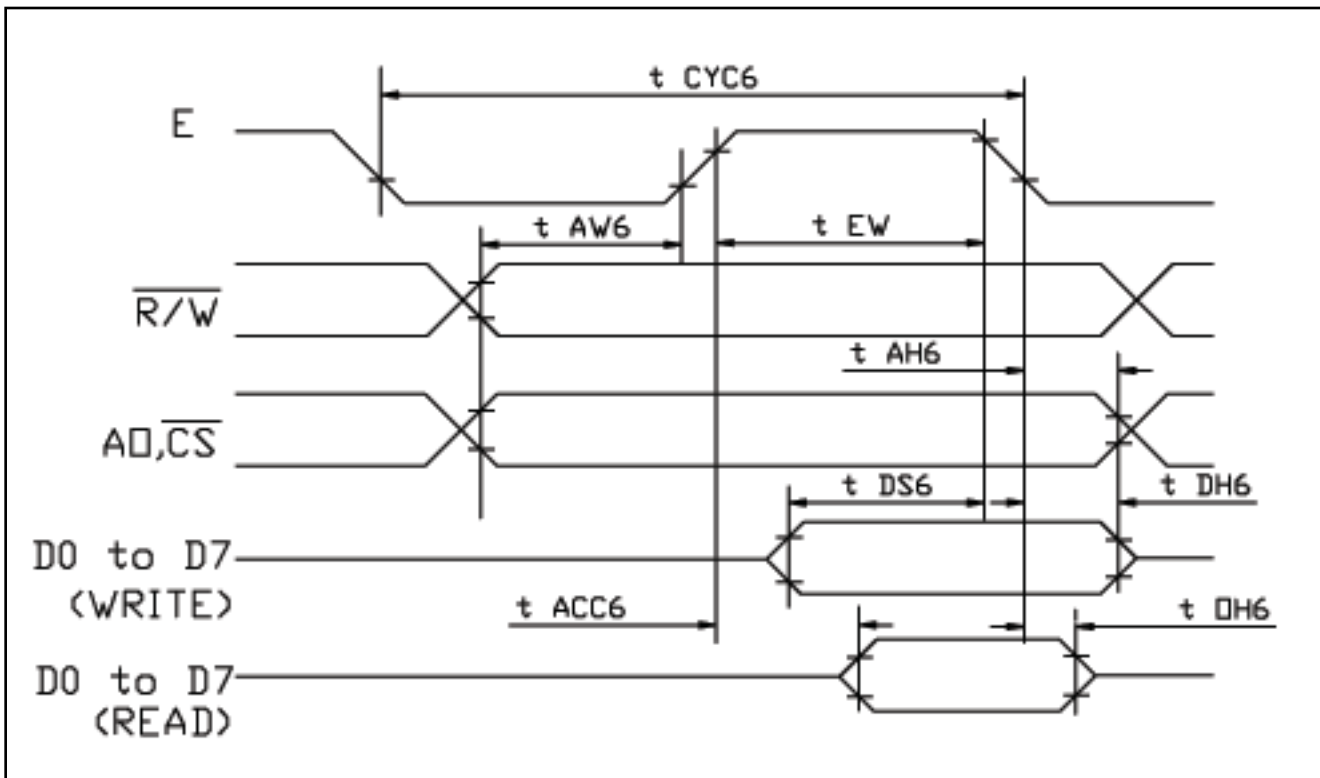 t CYC6
E
t AW6
t EW
R/W
t AH6
A0,CS
t DS6
t DH6
D0 to D7
(WRITE)
t ACC6
t OH6
D0 to D7
(READ)